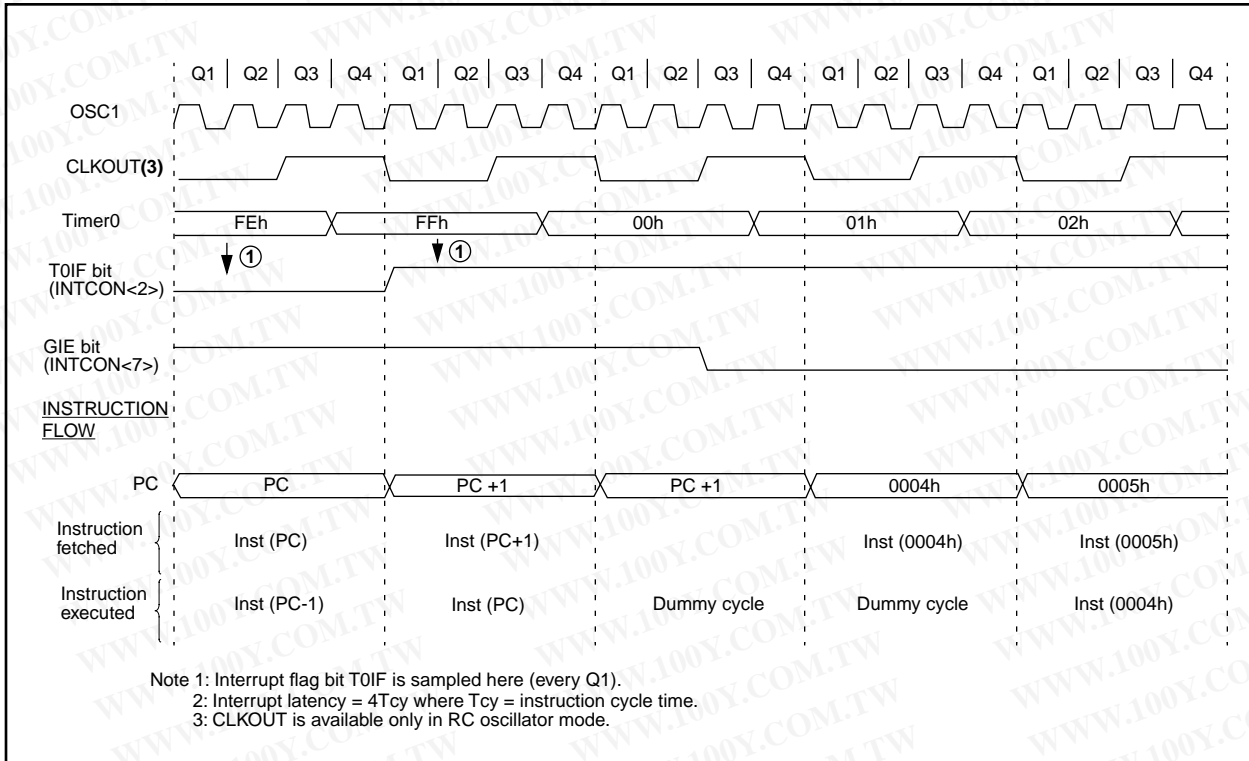 Q1 Q2 Q3 Q4 Q1 Q2 Q3 Q4 Q1 Q2 Q3 Q4 Q1 Q2 Q3 Q4 Q1 Q2 Q3 Q4
OSC1
CLKOUT(3)
Timer0 FEh FFh 00h 01h 02h
1 1
T0IF bit
(INTCON<2>)
GIE bit
(INTCON<7>)
INSTRUCTION
FLOW
PC PC PC +1 PC +1 0004h 0005h
Instruction
fetched
Inst (PC) Inst (PC+1) Inst (0004h) Inst (0005h)
Instruction
executed
Inst (PC-1) Inst (PC) Dummy cycle Dummy cycle Inst (0004h)
Note 1: Interrupt flag bit T0IF is sampled here (every Q1).
2: Interrupt latency = 4Tcy where Tcy = instruction cycle time.
3: CLKOUT is available only in RC oscillator mode.
WWW.100Y.COM.TW